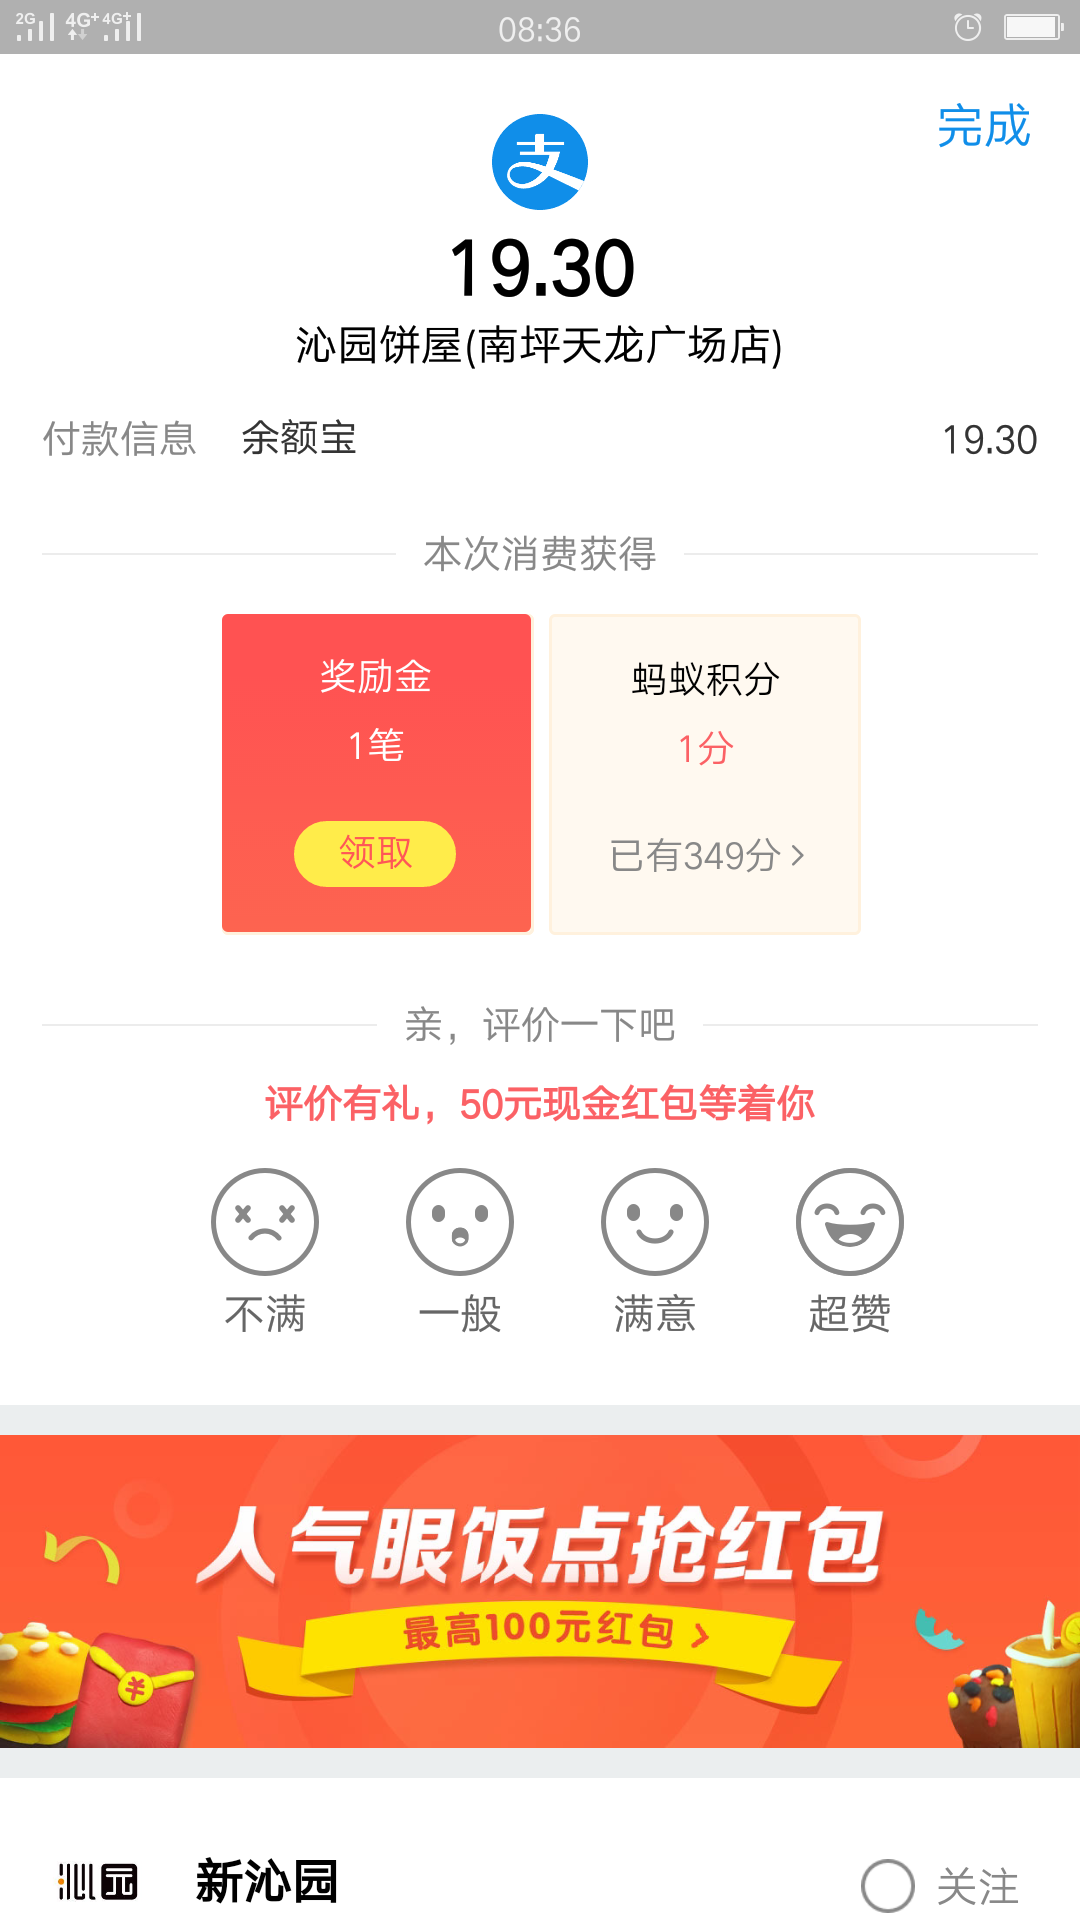 2G 4G+ 4G+ 08:36
完成
支
19.30
沁园饼屋(南坪天龙广场店)
付款信息 余额宝 19.30
本次消费获得
奖励金 蚂蚁积分
1笔 1分
领取 已有349分>
亲，评价一下吧
评价有礼，50元现金红包等着你
不满 一般 满意 超赞
人气眼饭点抢红包
最高100元红包 >
¥
沁园 新沁园 关注